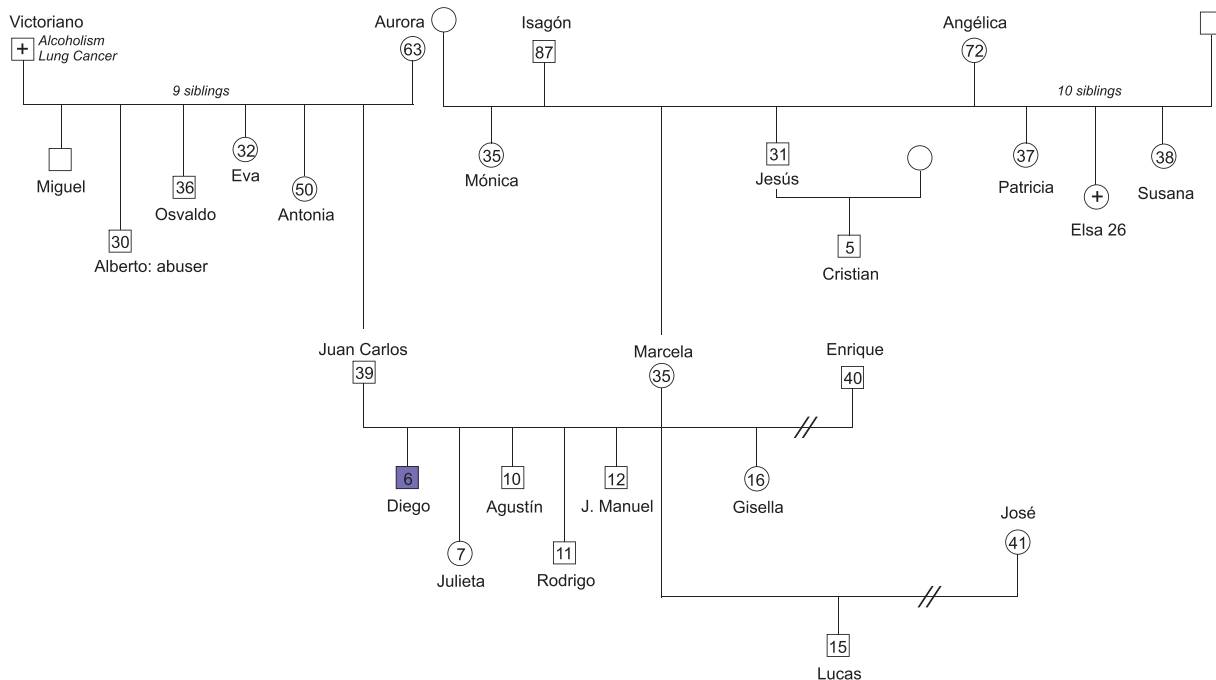 Victoriano
Aurora
Isagón
Angélica
+
Alcoholism
Lung Cancer
63
87
72
9 siblings
10 siblings
Miguel
30
Alberto: abuser
36
Osvaldo
32
Eva
50
Antonia
35
Mónica
31
Jesús
5
Cristian
37
Patricia
+
Elsa 26
38
Susana
Juan Carlos
39
Marcela
35
Enrique
40
6
Diego
7
Julieta
10
Agustín
11
Rodrigo
12
J. Manuel
16
Gisella
José
41
15
Lucas